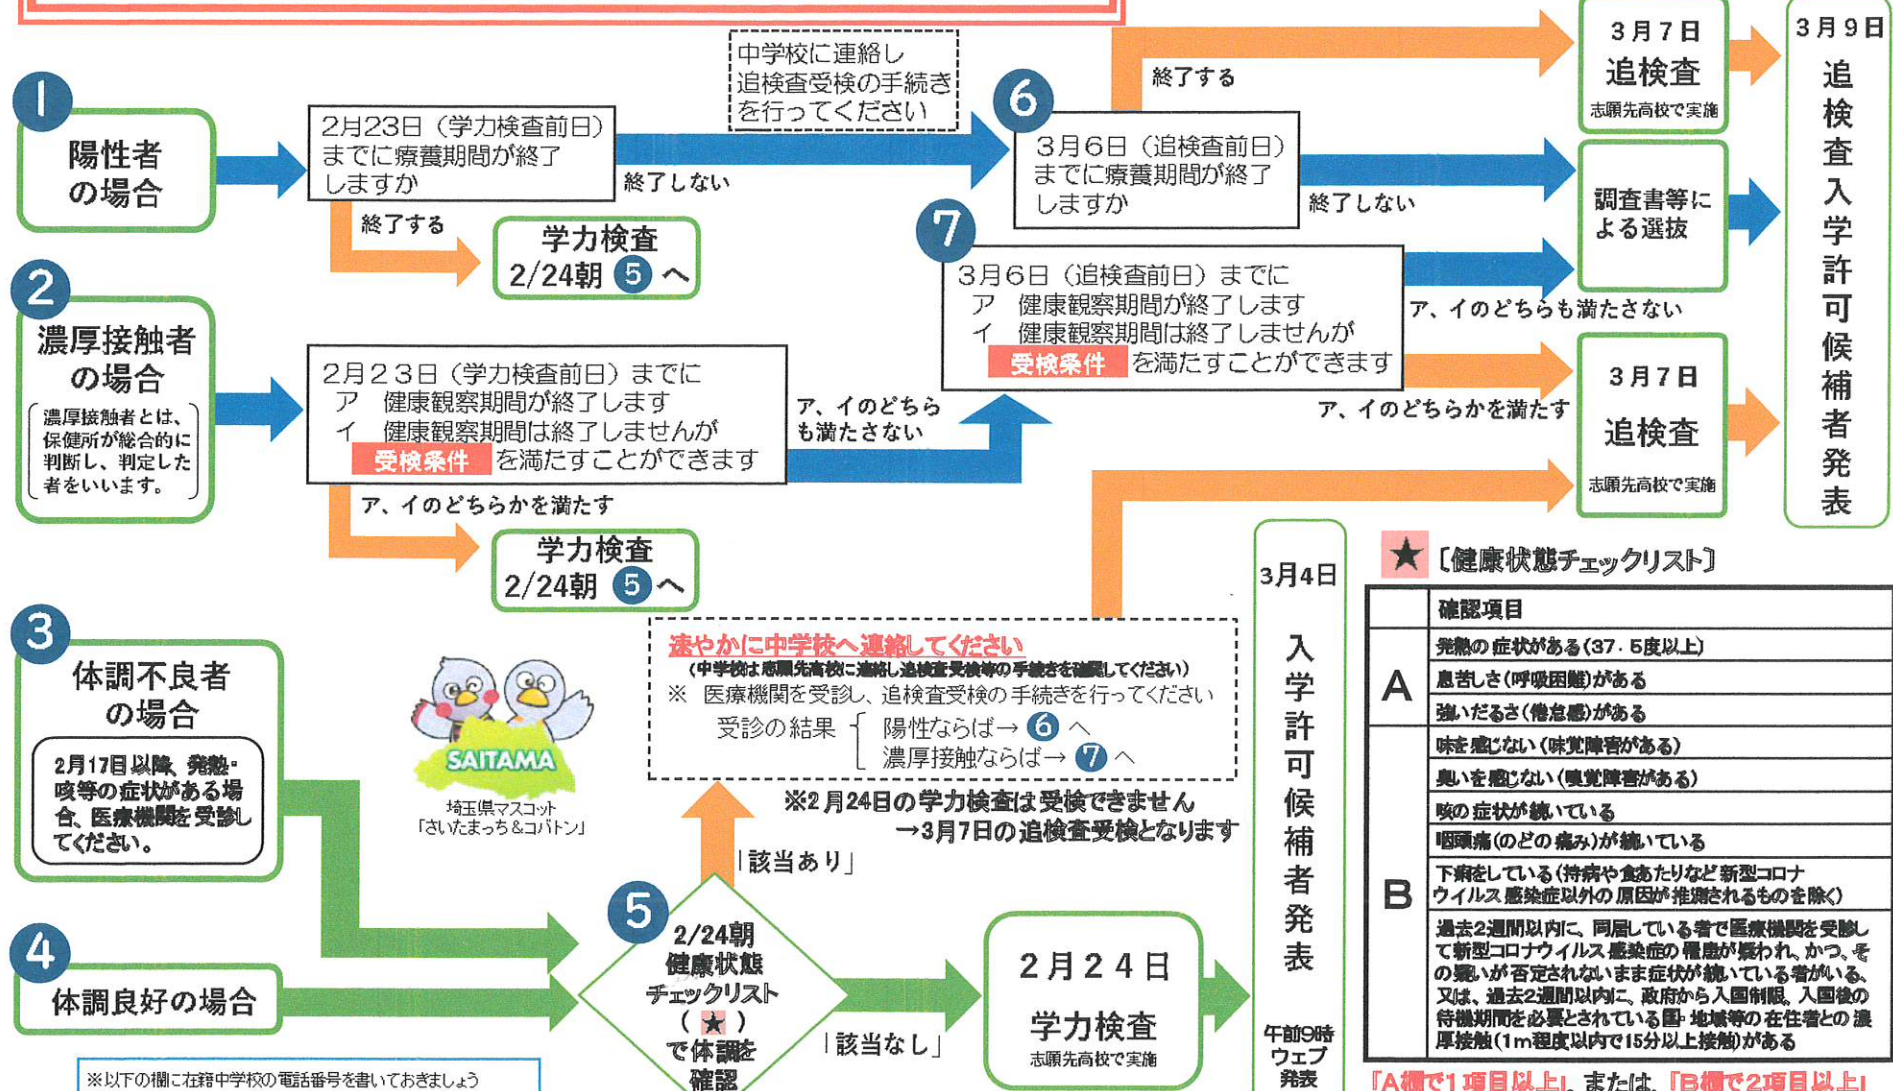 1
陽性者
の場合
2月23日（学力検査前日）
までに療養期間が終了
しますか
終了しない
終了する
学力検査
2/24朝 5 へ
中学校に連絡し
追検査受検の手続き
を行ってください
6
3月6日（追検査前日）
までに療養期間が終了
しますか
終了する
終了しない
3月7日
追検査
志願先高校で実施
調査書等に
よる選抜
3月9日
追検査入学許可候補者発表
2
濃厚接触者
の場合
濃厚接触者とは、
保健所が総合的に
判断し、判定した
者をいいます。
2月23日（学力検査前日）までに
ア　健康観察期間が終了します
イ　健康観察期間は終了しませんが
受検条件 を満たすことができます
ア、イのどちら
も満たさない
ア、イのどちらかを満たす
学力検査
2/24朝 5 へ
7
3月6日（追検査前日）までに
ア　健康観察期間が終了します
イ　健康観察期間は終了しませんが
受検条件 を満たすことができます
ア、イのどちらも満たさない
ア、イのどちらかを満たす
3月7日
追検査
志願先高校で実施
3
体調不良者
の場合
2月17日以降、発熱・
咳等の症状がある場
合、医療機関を受診し
てください。
SAITAMA
埼玉県マスコット
「さいたまっち＆コバトン」
速やかに中学校へ連絡してください
（中学校は志願先高校に連絡し追検査受検等の手続きを確認してください）
※ 医療機関を受診し、追検査受検の手続きを行ってください
受診の結果 陽性ならば→ 6 へ
濃厚接触ならば→ 7 へ
※2月24日の学力検査は受検できません
→3月7日の追検査受検となります
「該当あり」
4
体調良好の場合
5
2/24朝
健康状態
チェックリスト
（ ★ ）
で体調を
確認
「該当なし」
2月24日
学力検査
志願先高校で実施
3月4日
入学許可候補者発表
午前9時
ウェブ
発表
★〔健康状態チェックリスト〕
確認項目
A
発熱の症状がある（37．5度以上）
息苦しさ（呼吸困難）がある
強いだるさ（倦怠感）がある
B
味を感じない（味覚障害がある）
臭いを感じない（嗅覚障害がある）
咳の症状が続いている
咽頭痛（のどの痛み）が続いている
下痢をしている（持病や食あたりなど新型コロナ
ウイルス感染症以外の原因が推測されるものを除く）
過去2週間以内に、同居している者で医療機関を受診し
て新型コロナウイルス感染症の罹患が疑われ、かつ、そ
の疑いが否定されないまま症状が続いている者がいる、
又は、過去2週間以内に、政府から入国制限、入国後の
待機期間を必要とされている国・地域等の在住者との濃
厚接触（1m程度以内で15分以上接触）がある
「A欄で1項目以上」、または、「B欄で2項目以上」
※以下の欄に在籍中学校の電話番号を書いておきましょう